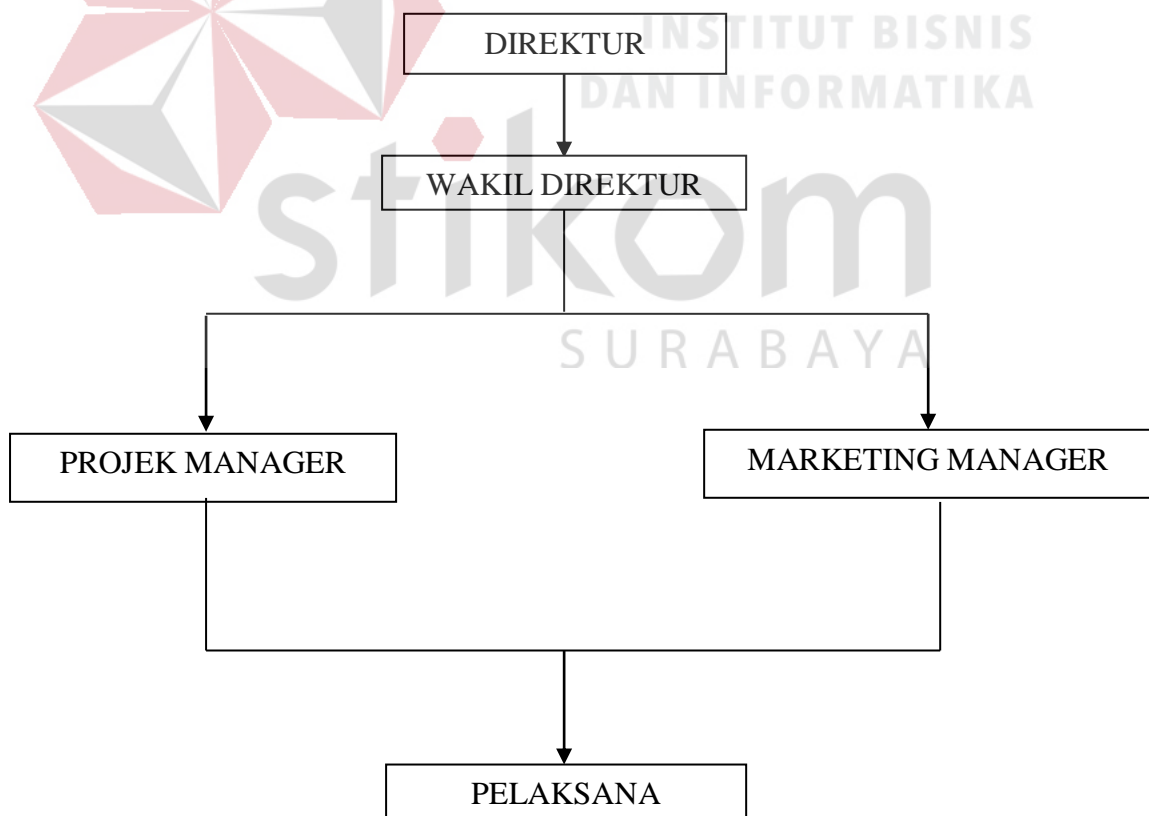 INSTITUT BISNIS
DAN INFORMATIKA
stikom
SURABAYA
DIREKTUR
WAKIL DIREKTUR
PROJEK MANAGER
MARKETING MANAGER
PELAKSANA